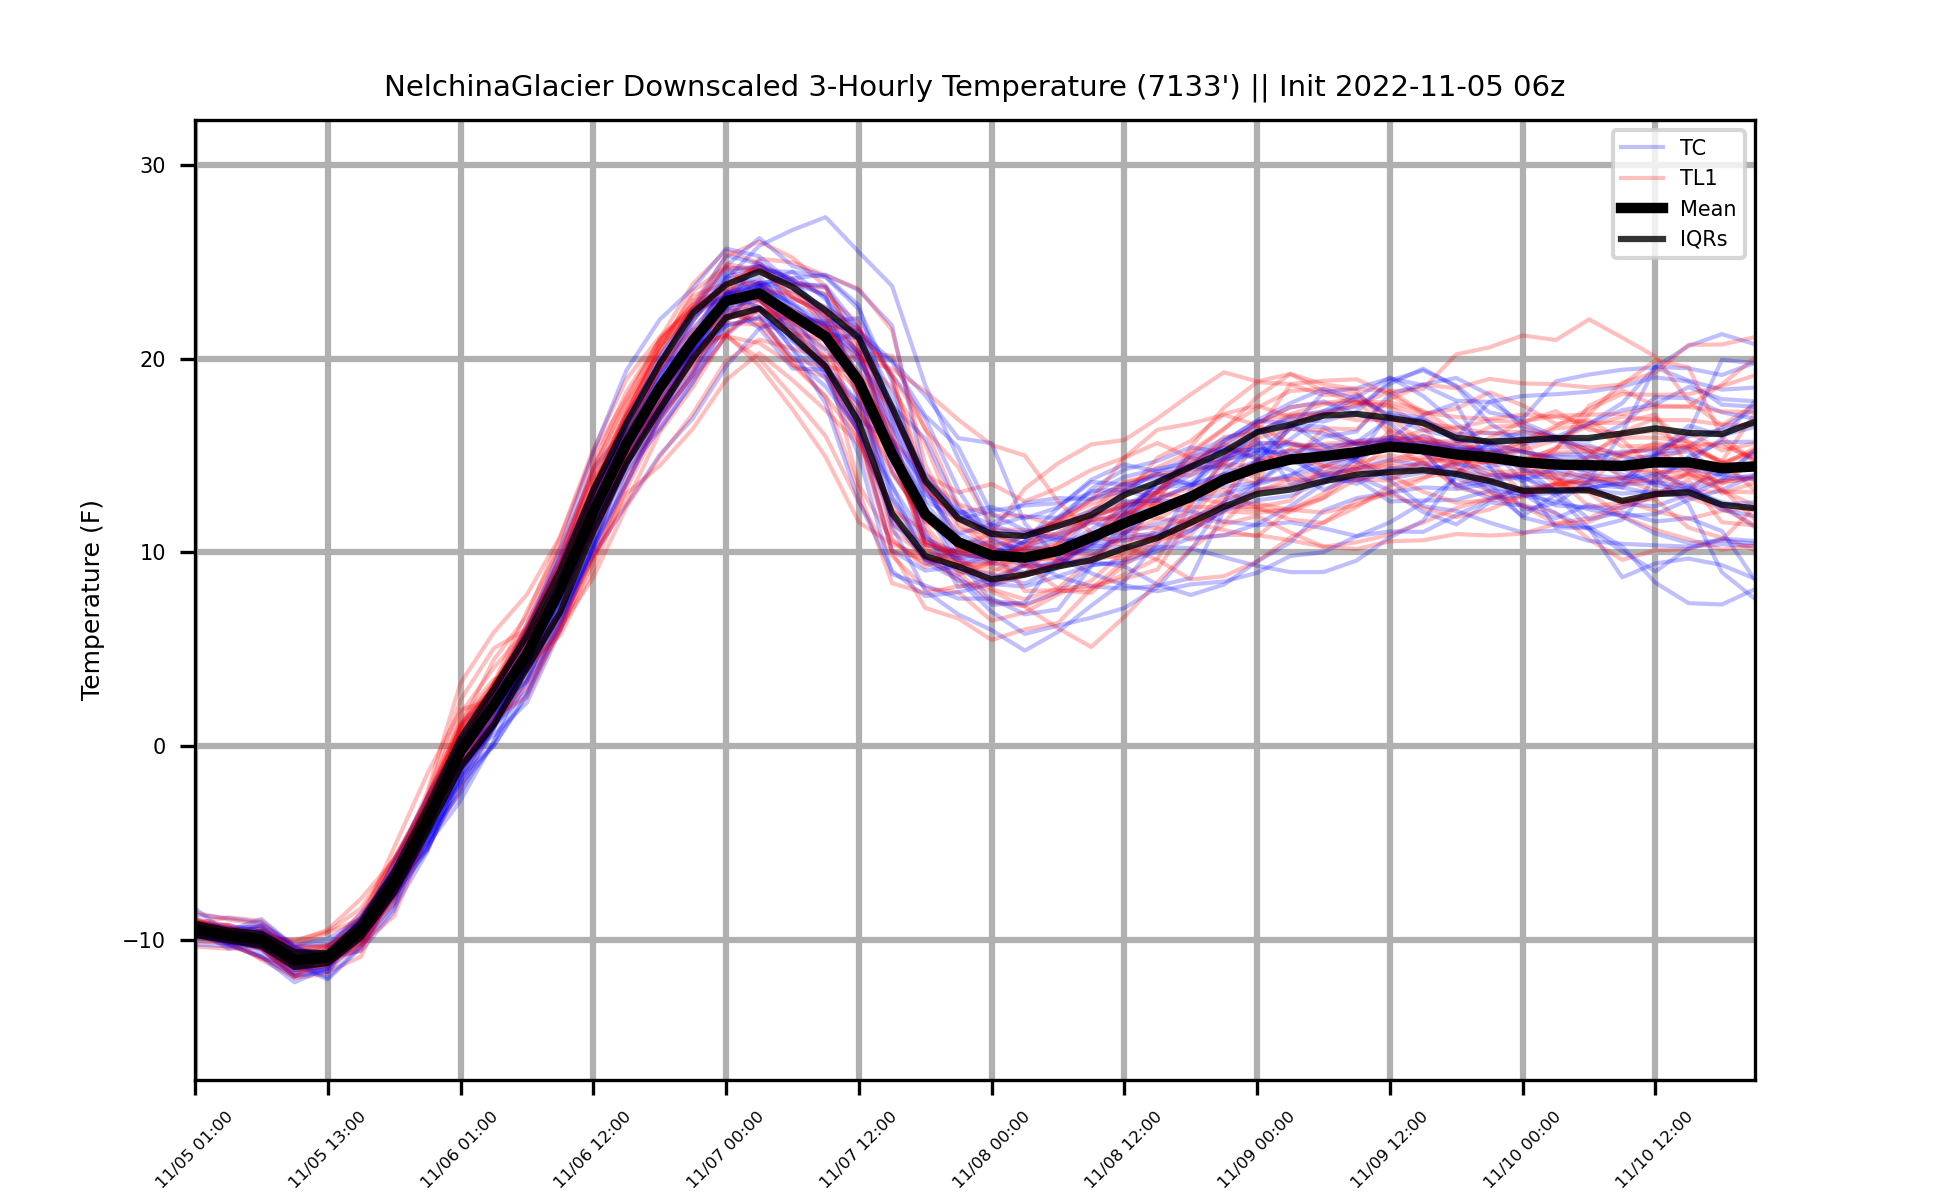 NelchinaGlacier Downscaled 3-Hourly Temperature (7133') || Init 2022-11-05 06z
TC
TL1
Mean
IQRs
Temperature (F)
30
20
10
0
−10
11/05 01:00
11/05 13:00
11/06 01:00
11/06 12:00
11/07 00:00
11/07 12:00
11/08 00:00
11/08 12:00
11/09 00:00
11/09 12:00
11/10 00:00
11/10 12:00